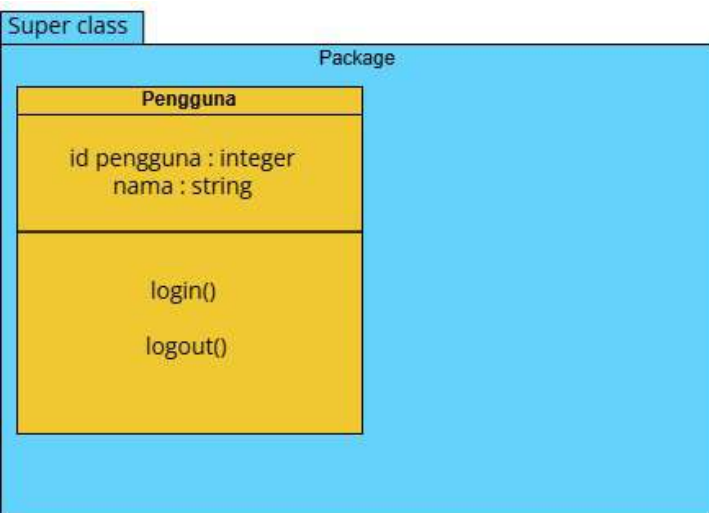 Super class
Package
Pengguna
id pengguna : integer
nama : string
login()
logout()